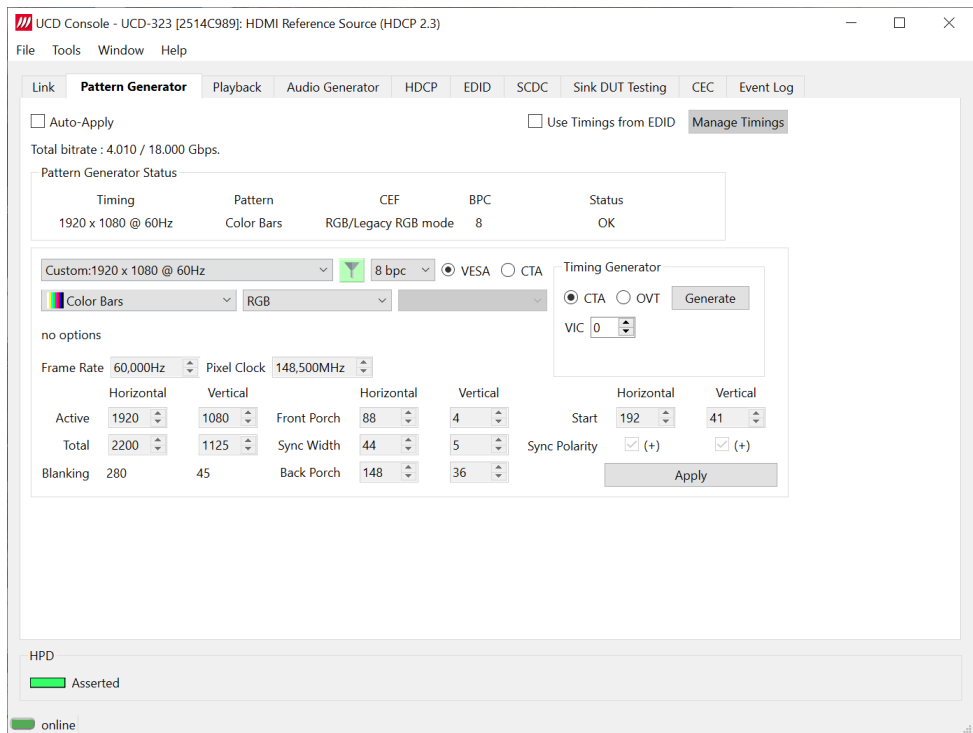 UCD Console - UCD-323 [2514C989]: HDMI Reference Source (HDCP 2.3)
File Tools Window Help
Link Pattern Generator Playback Audio Generator HDCP EDID SCDC Sink DUT Testing CEC Event Log
Auto-Apply Use Timings from EDID Manage Timings
Total bitrate : 4.010 / 18.000 Gbps.
Pattern Generator Status
Timing Pattern CEF BPC Status
1920 x 1080 @ 60Hz Color Bars RGB/Legacy RGB mode 8 OK
Custom:1920 x 1080 @ 60Hz 8 bpc VESA CTA Timing Generator
Color Bars RGB CTA OVT Generate
VIC 0
no options
Frame Rate 60,000Hz Pixel Clock 148,500MHz
Horizontal Vertical Horizontal Vertical Horizontal Vertical
Active 1920 1080 Front Porch 88 4 Start 192 41
Total 2200 1125 Sync Width 44 5 Sync Polarity (+) (+)
Blanking 280 45 Back Porch 148 36 Apply
HPD
Asserted
online